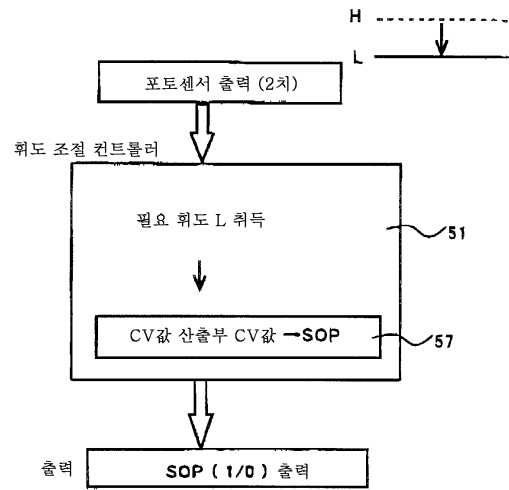 H
L
포토센서 출력 (2치)
휘도 조절 컨트롤러
필요 휘도 L 취득
51
CV값 산출부 CV값 →SOP
57
출력
SOP ( 1/0 ) 출력